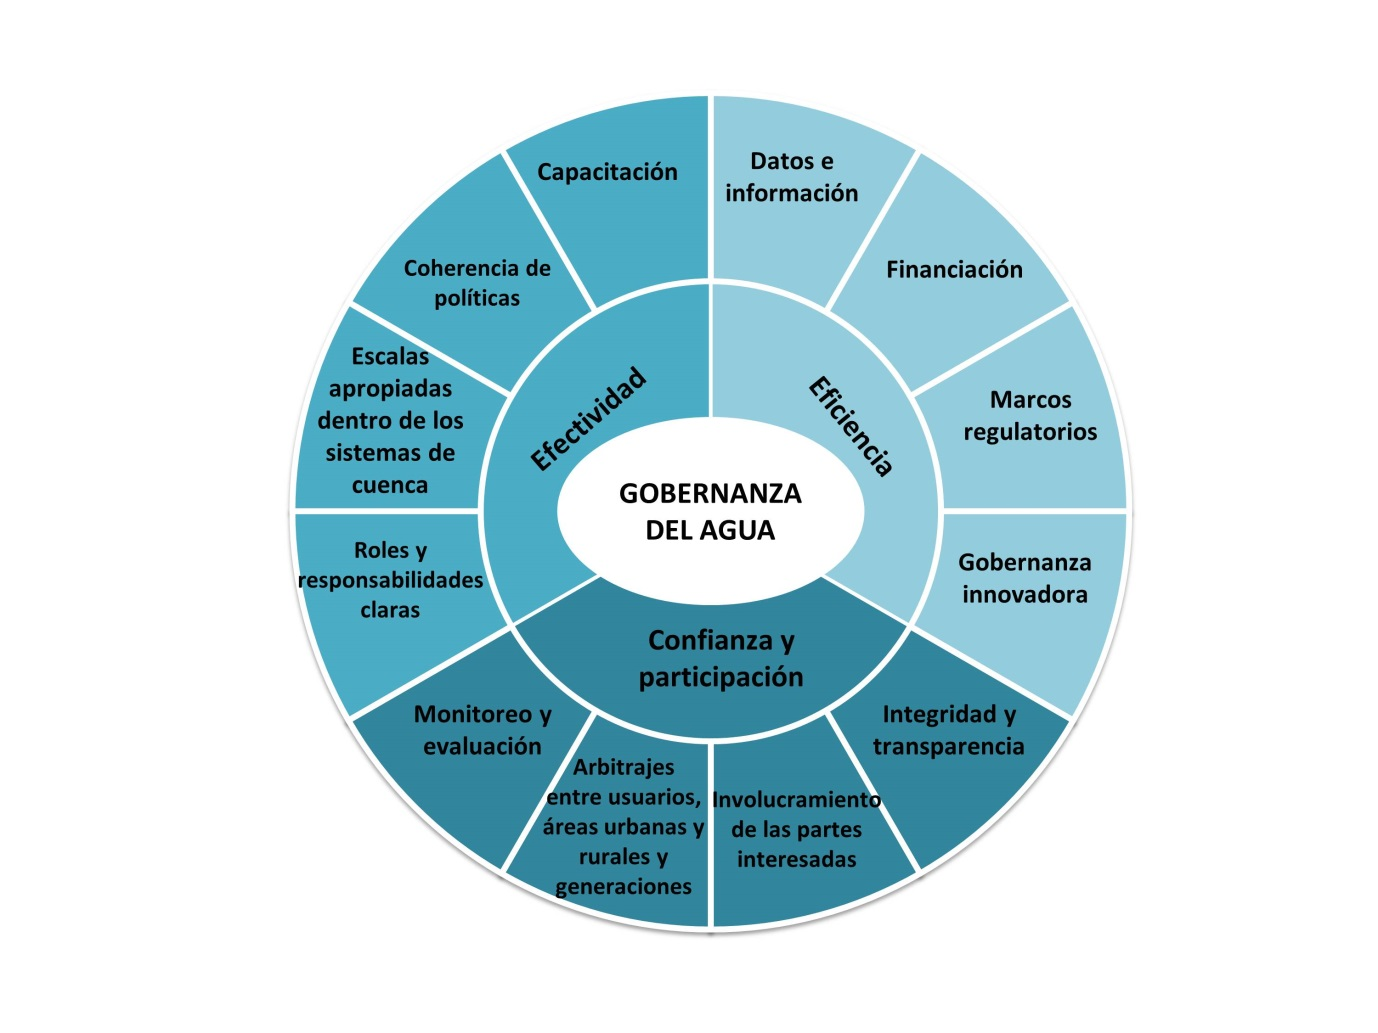 Capacitación
Datos e
información
Coherencia de
políticas
Financiación
Escalas
apropiadas
dentro de los
sistemas de
cuenca
Marcos
regulatorios
Efectividad
Eficiencia
GOBERNANZA
DEL AGUA
Roles y
responsabilidades
claras
Gobernanza
innovadora
Confianza y
participación
Monitoreo y
evaluación
Integridad y
transparencia
Arbitrajes
entre usuarios,
áreas urbanas y
rurales y
generaciones
Involucramiento
de las partes
interesadas